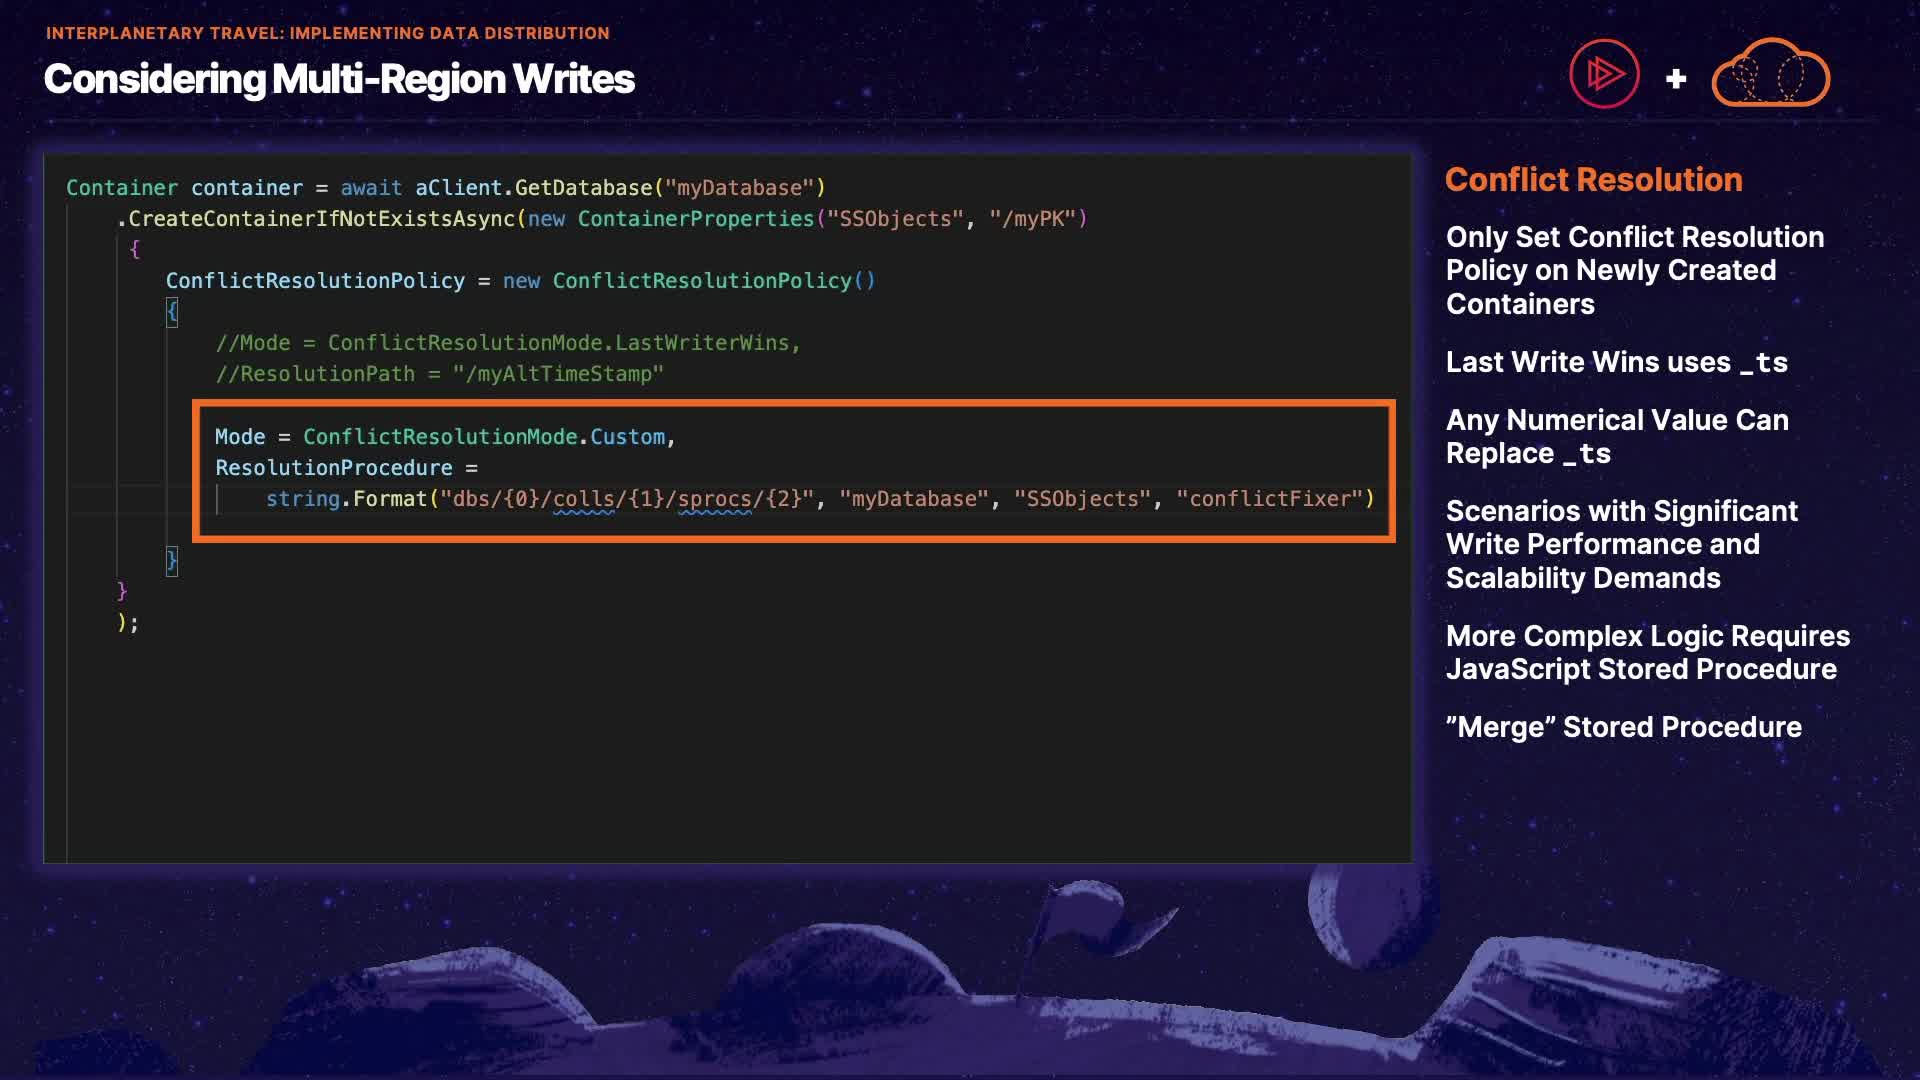 INTERPLANETARY TRAVEL: IMPLEMENTING DATA DISTRIBUTION
Considering Multi-Region Writes
+
Container container = await aClient.GetDatabase("myDatabase")
.CreateContainerIfNotExistsAsync(new ContainerProperties("SSObjects", "/myPK")
{
ConflictResolutionPolicy = new ConflictResolutionPolicy()
{
//Mode = ConflictResolutionMode.LastWriterWins,
//ResolutionPath = "/myAltTimeStamp"
Mode = ConflictResolutionMode.Custom,
ResolutionProcedure =
string.Format("dbs/{0}/colls/{1}/sprocs/{2}", "myDatabase", "SSObjects", "conflictFixer")
}
}
);
Conflict Resolution
Only Set Conflict Resolution
Policy on Newly Created
Containers
Last Write Wins uses _ts
Any Numerical Value Can
Replace _ts
Scenarios with Significant
Write Performance and
Scalability Demands
More Complex Logic Requires
JavaScript Stored Procedure
”Merge” Stored Procedure